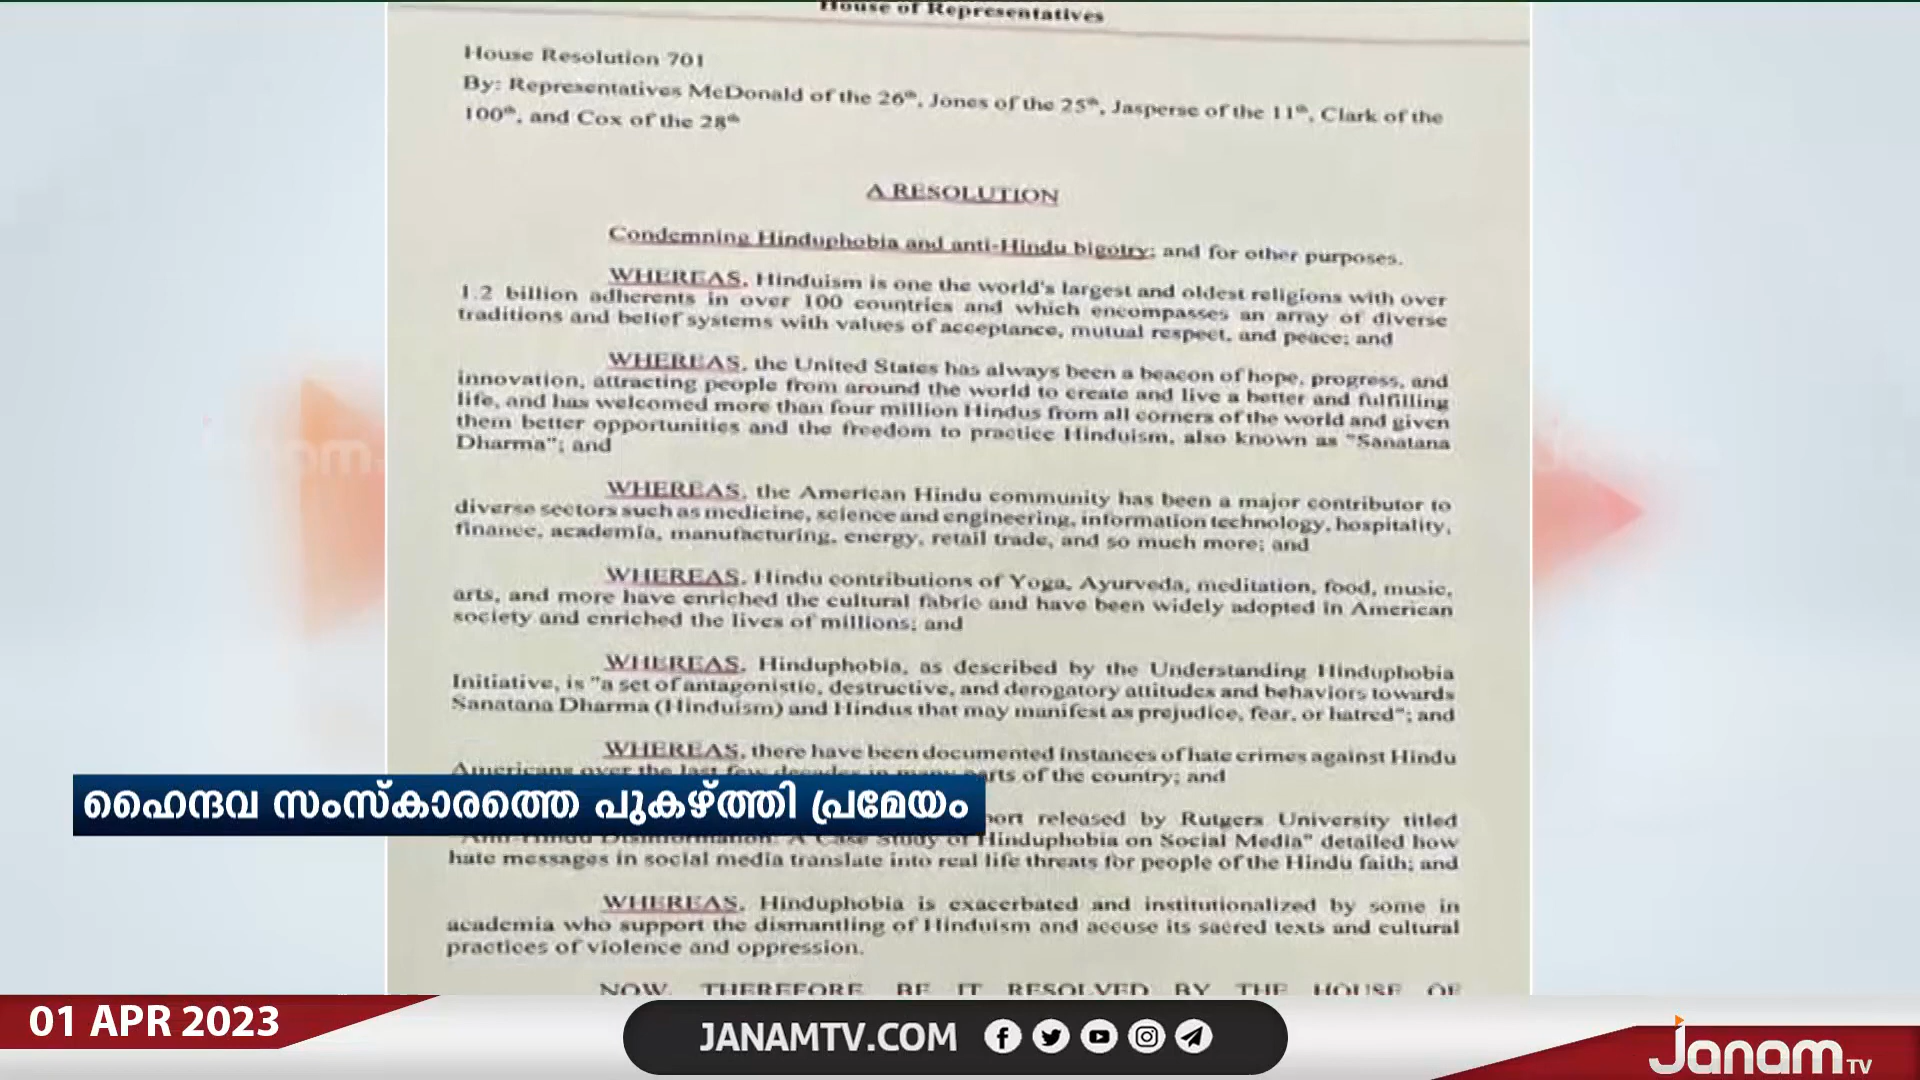 House of Representatives
House Resolution 701
By: Representatives McDonald of the 26th, Jones of the 25th, Jasperse of the 11th, Clark of the
100th, and Cox of the 28th
A RESOLUTION
Condemning Hinduphobia and anti-Hindu bigotry; and for other purposes.
WHEREAS, Hinduism is one the world's largest and oldest religions with over
1.2 billion adherents in over 100 countries and which encompasses an array of diverse
traditions and belief systems with values of acceptance, mutual respect, and peace; and
WHEREAS, the United States has always been a beacon of hope, progress, and
innovation, attracting people from around the world to create and live a better and fulfilling
life, and has welcomed more than four million Hindus from all corners of the world and given
them better opportunities and the freedom to practice Hinduism, also known as "Sanatana
Dharma"; and
WHEREAS, the American Hindu community has been a major contributor to
diverse sectors such as medicine, science and engineering, information technology, hospitality,
finance, academia, manufacturing, energy, retail trade, and so much more; and
WHEREAS, Hindu contributions of Yoga, Ayurveda, meditation, food, music,
arts, and more have enriched the cultural fabric and have been widely adopted in American
society and enriched the lives of millions; and
WHEREAS, Hinduphobia, as described by the Understanding Hinduphobia
Initiative, is "a set of antagonistic, destructive, and derogatory attitudes and behaviors towards
Sanatana Dharma (Hinduism) and Hindus that may manifest as prejudice, fear, or hatred"; and
WHEREAS, there have been documented instances of hate crimes against Hindu
Americans over the last few decades in many parts of the country; and
released by Rutgers University titled
"Anti-Hindu Disinformation: A Case Study of Hinduphobia on Social Media" detailed how
hate messages in social media translate into real life threats for people of the Hindu faith; and
WHEREAS, Hinduphobia is exacerbated and institutionalized by some in
academia who support the dismantling of Hinduism and accuse its sacred texts and cultural
practices of violence and oppression.
NOW, THEREFORE, BE IT RESOLVED BY THE HOUSE OF
ഹൈന്ദവ സംസ്കാരത്തെ പുകഴ്ത്തി പ്രമേയം
01 APR 2023
JANAMTV.COM
Janam TV